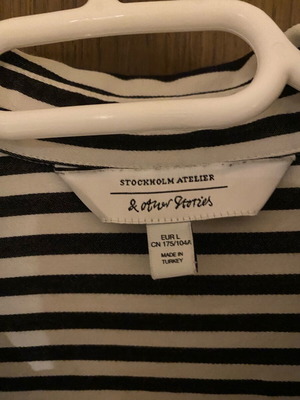 STOCKHOLM ATELIER
& other Stories
EUR L
CN 175/104A
MADE IN
TURKEY